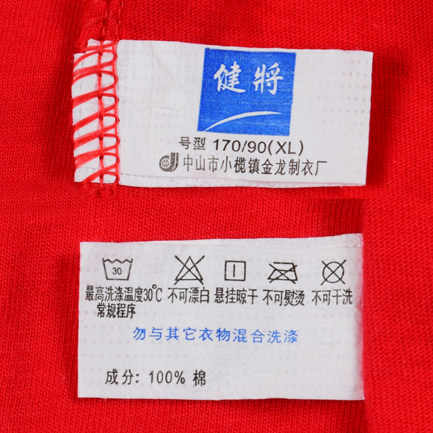 健將
号型 170/90(XL)
中山市小榄镇金龙制衣厂
30
最高洗涤温度30℃ 不可漂白 悬挂晾干 不可熨烫 不可干洗
常规程序
勿与其它衣物混合洗涤
成分: 100% 棉